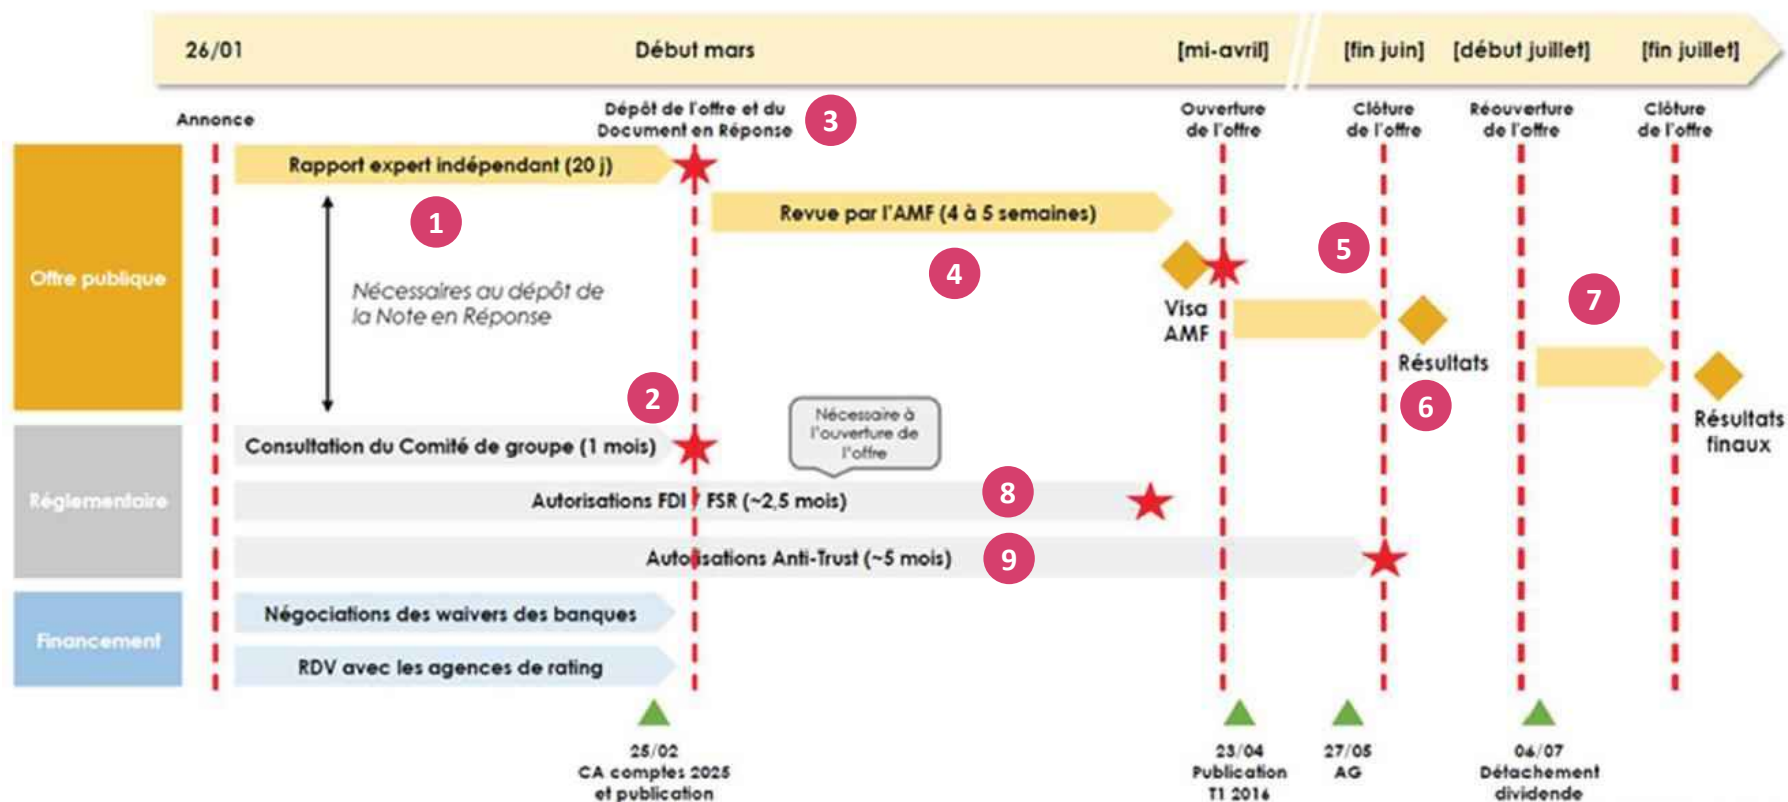 26/01
Début mars
[mi-avril]
[fin juin]
[début juillet]
[fin juillet]
Annonce
Dépôt de l'offre et du
Document en Réponse
3
Ouverture
de l'offre
Clôture
de l'offre
Réouverture
de l'offre
Clôture
de l'offre
Offre publique
Rapport expert indépendant (20 j)
1
Revue par l'AMF (4 à 5 semaines)
4
5
Nécessaires au dépôt de
la Note en Réponse
Visa
AMF
7
Résultats
6
2
Résultats
finaux
Nécessaire à
l'ouverture de
l'offre
Réglementaire
Consultation du Comité de groupe (1 mois)
Autorisations FDI / FSR (~2,5 mois)
8
Autorisations Anti-Trust (~5 mois)
9
Financement
Négociations des waivers des banques
RDV avec les agences de rating
25/02
CA comptes 2025
et publication
23/04
Publication
T1 2016
27/05
AG
06/07
Détachement
dividende